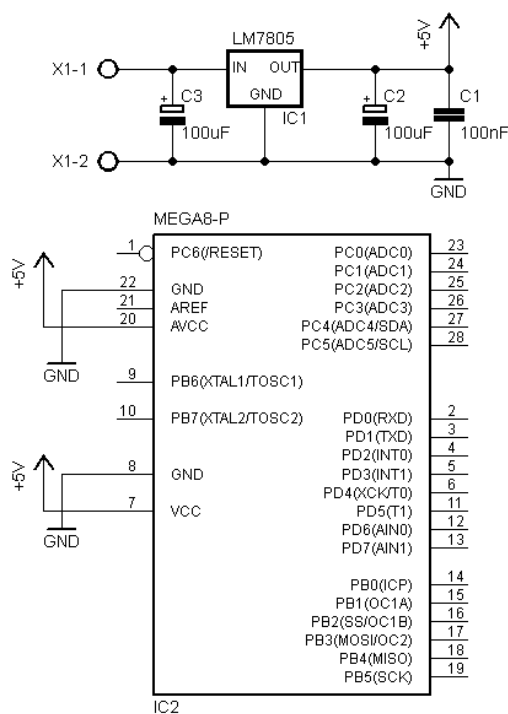 LM7805
+5V
X1-1
IN OUT
GND
IC1
+ C3
100uF
+ C2
100uF
C1
100nF
X1-2
GND
MEGA8-P
+5V
GND
1 PC6(/RESET)
22 GND
21 AREF
20 AVCC
9 PB6(XTAL1/TOSC1)
10 PB7(XTAL2/TOSC2)
+5V
GND
8 GND
7 VCC
PC0(ADC0) 23
PC1(ADC1) 24
PC2(ADC2) 25
PC3(ADC3) 26
PC4(ADC4/SDA) 27
PC5(ADC5/SCL) 28
PD0(RXD) 2
PD1(TXD) 3
PD2(INT0) 4
PD3(INT1) 5
PD4(XCK/T0) 6
PD5(T1) 11
PD6(AIN0) 12
PD7(AIN1) 13
PB0(ICP) 14
PB1(OC1A) 15
PB2(SS/OC1B) 16
PB3(MOSI/OC2) 17
PB4(MISO) 18
PB5(SCK) 19
IC2